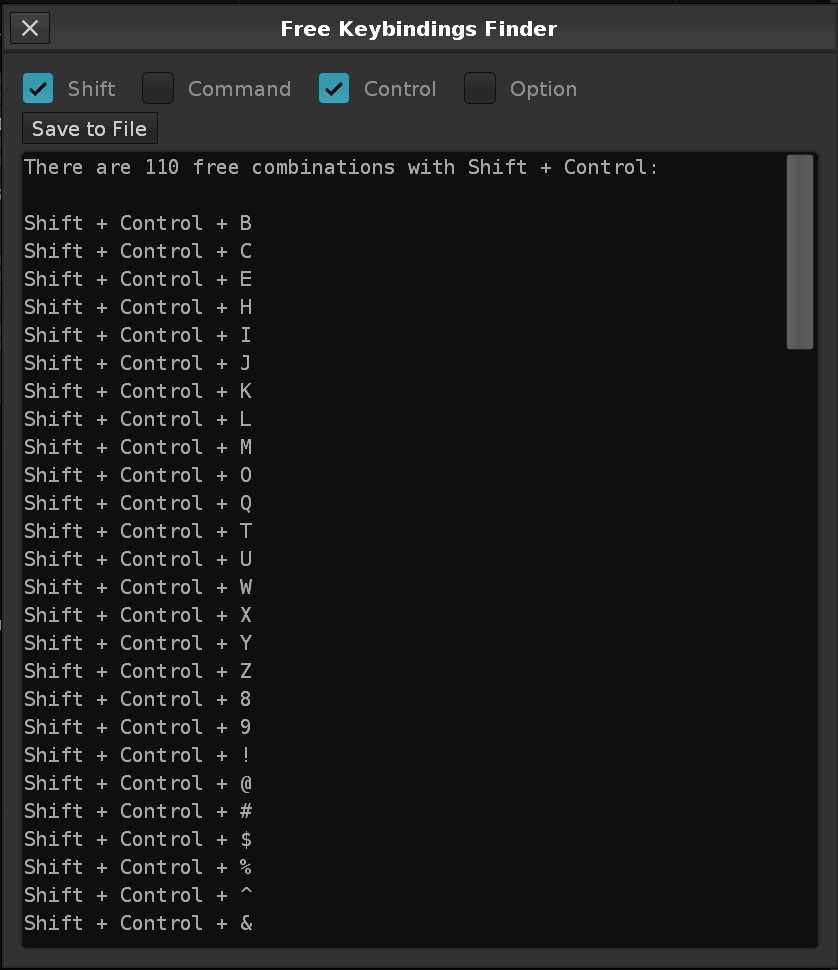 Free Keybindings Finder
Shift Command Control Option
Save to File
There are 110 free combinations with Shift + Control:
Shift + Control + B
Shift + Control + C
Shift + Control + E
Shift + Control + H
Shift + Control + I
Shift + Control + J
Shift + Control + K
Shift + Control + L
Shift + Control + M
Shift + Control + O
Shift + Control + Q
Shift + Control + T
Shift + Control + U
Shift + Control + W
Shift + Control + X
Shift + Control + Y
Shift + Control + Z
Shift + Control + 8
Shift + Control + 9
Shift + Control + !
Shift + Control + @
Shift + Control + #
Shift + Control + $
Shift + Control + %
Shift + Control + ^
Shift + Control + &